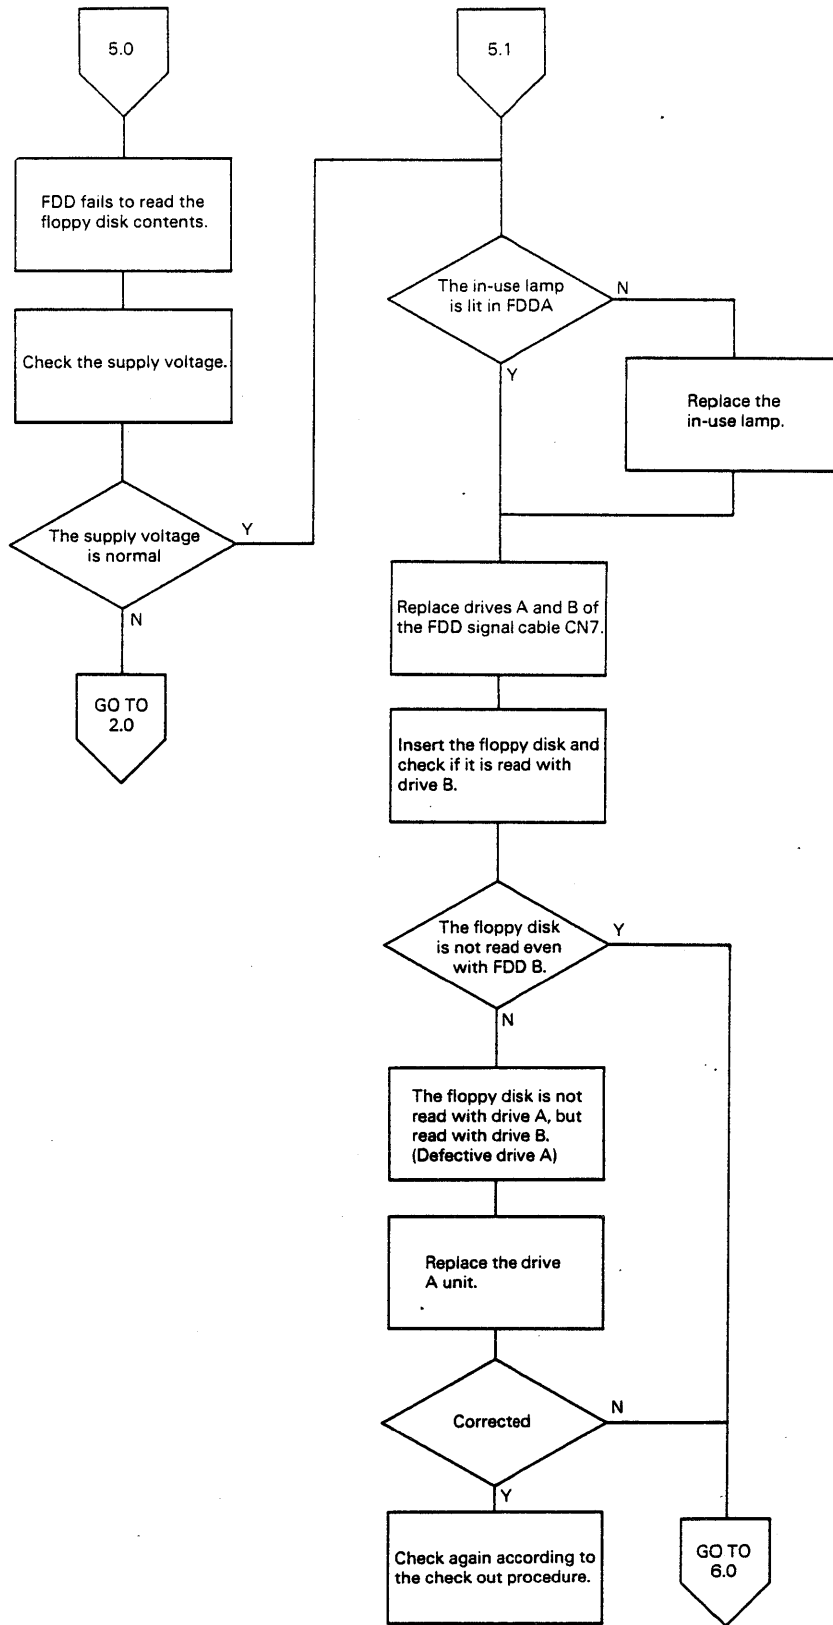 5.0
FDD fails to read the
floppy disk contents.
Check the supply voltage.
The supply voltage
is normal
Y
N
GO TO
2.0
5.1
The in-use lamp
is lit in FDDA
N
Y
Replace the
in-use lamp.
Replace drives A and B of
the FDD signal cable CN7.
Insert the floppy disk and
check if it is read with
drive B.
The floppy disk
is not read even
with FDD B.
Y
N
The floppy disk is not
read with drive A, but
read with drive B.
(Defective drive A)
Replace the drive
A unit.
Corrected
N
Y
Check again according to
the check out procedure.
GO TO
6.0